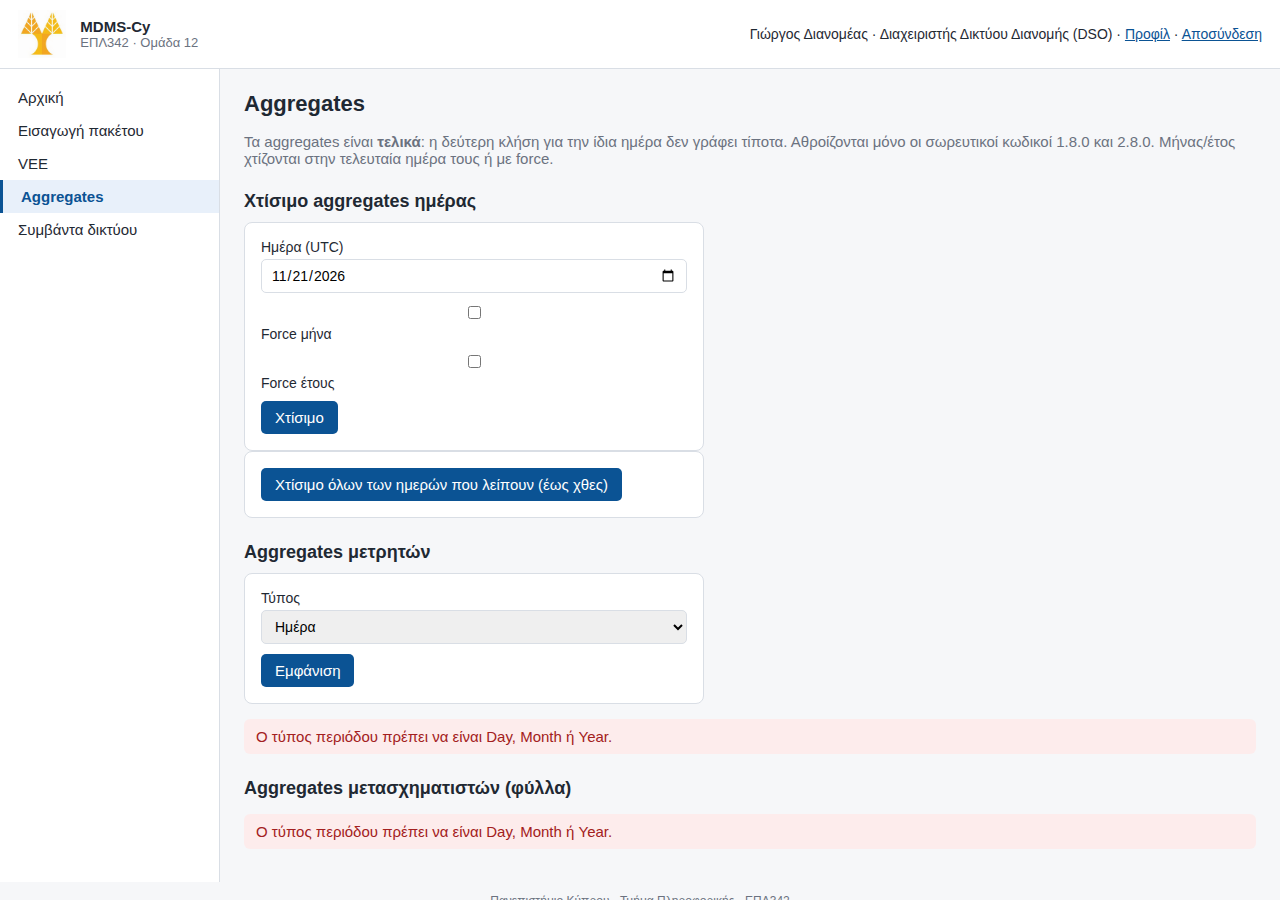 MDMS-Cy
ΕΠΛ342 · Ομάδα 12
Γιώργος Διανομέας · Διαχειριστής Δικτύου Διανομής (DSO) · Προφίλ · Αποσύνδεση
Αρχική
Εισαγωγή πακέτου
VEE
Aggregates
Συμβάντα δικτύου
Aggregates
Τα aggregates είναι τελικά: η δεύτερη κλήση για την ίδια ημέρα δεν γράφει τίποτα. Αθροίζονται μόνο οι σωρευτικοί κωδικοί 1.8.0 και 2.8.0. Μήνας/έτος
χτίζονται στην τελευταία ημέρα τους ή με force.
Χτίσιμο aggregates ημέρας
Ημέρα (UTC)
11/21/2026
Force μήνα
Force έτους
Χτίσιμο
Χτίσιμο όλων των ημερών που λείπουν (έως χθες)
Aggregates μετρητών
Τύπος
Ημέρα
Εμφάνιση
Ο τύπος περιόδου πρέπει να είναι Day, Month ή Year.
Aggregates μετασχηματιστών (φύλλα)
Ο τύπος περιόδου πρέπει να είναι Day, Month ή Year.
Πανεπιστήμιο Κύπρου · Τμήμα Πληροφορικής · ΕΠΛ342